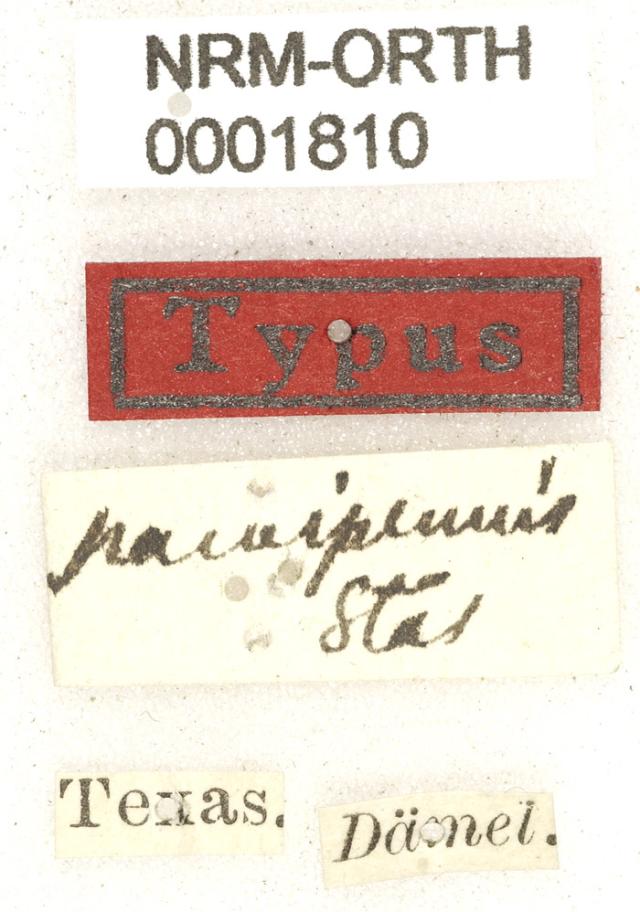 NRM-ORTH
0001810
Typus
parvipennis
Stål
Texas.
Dämel.